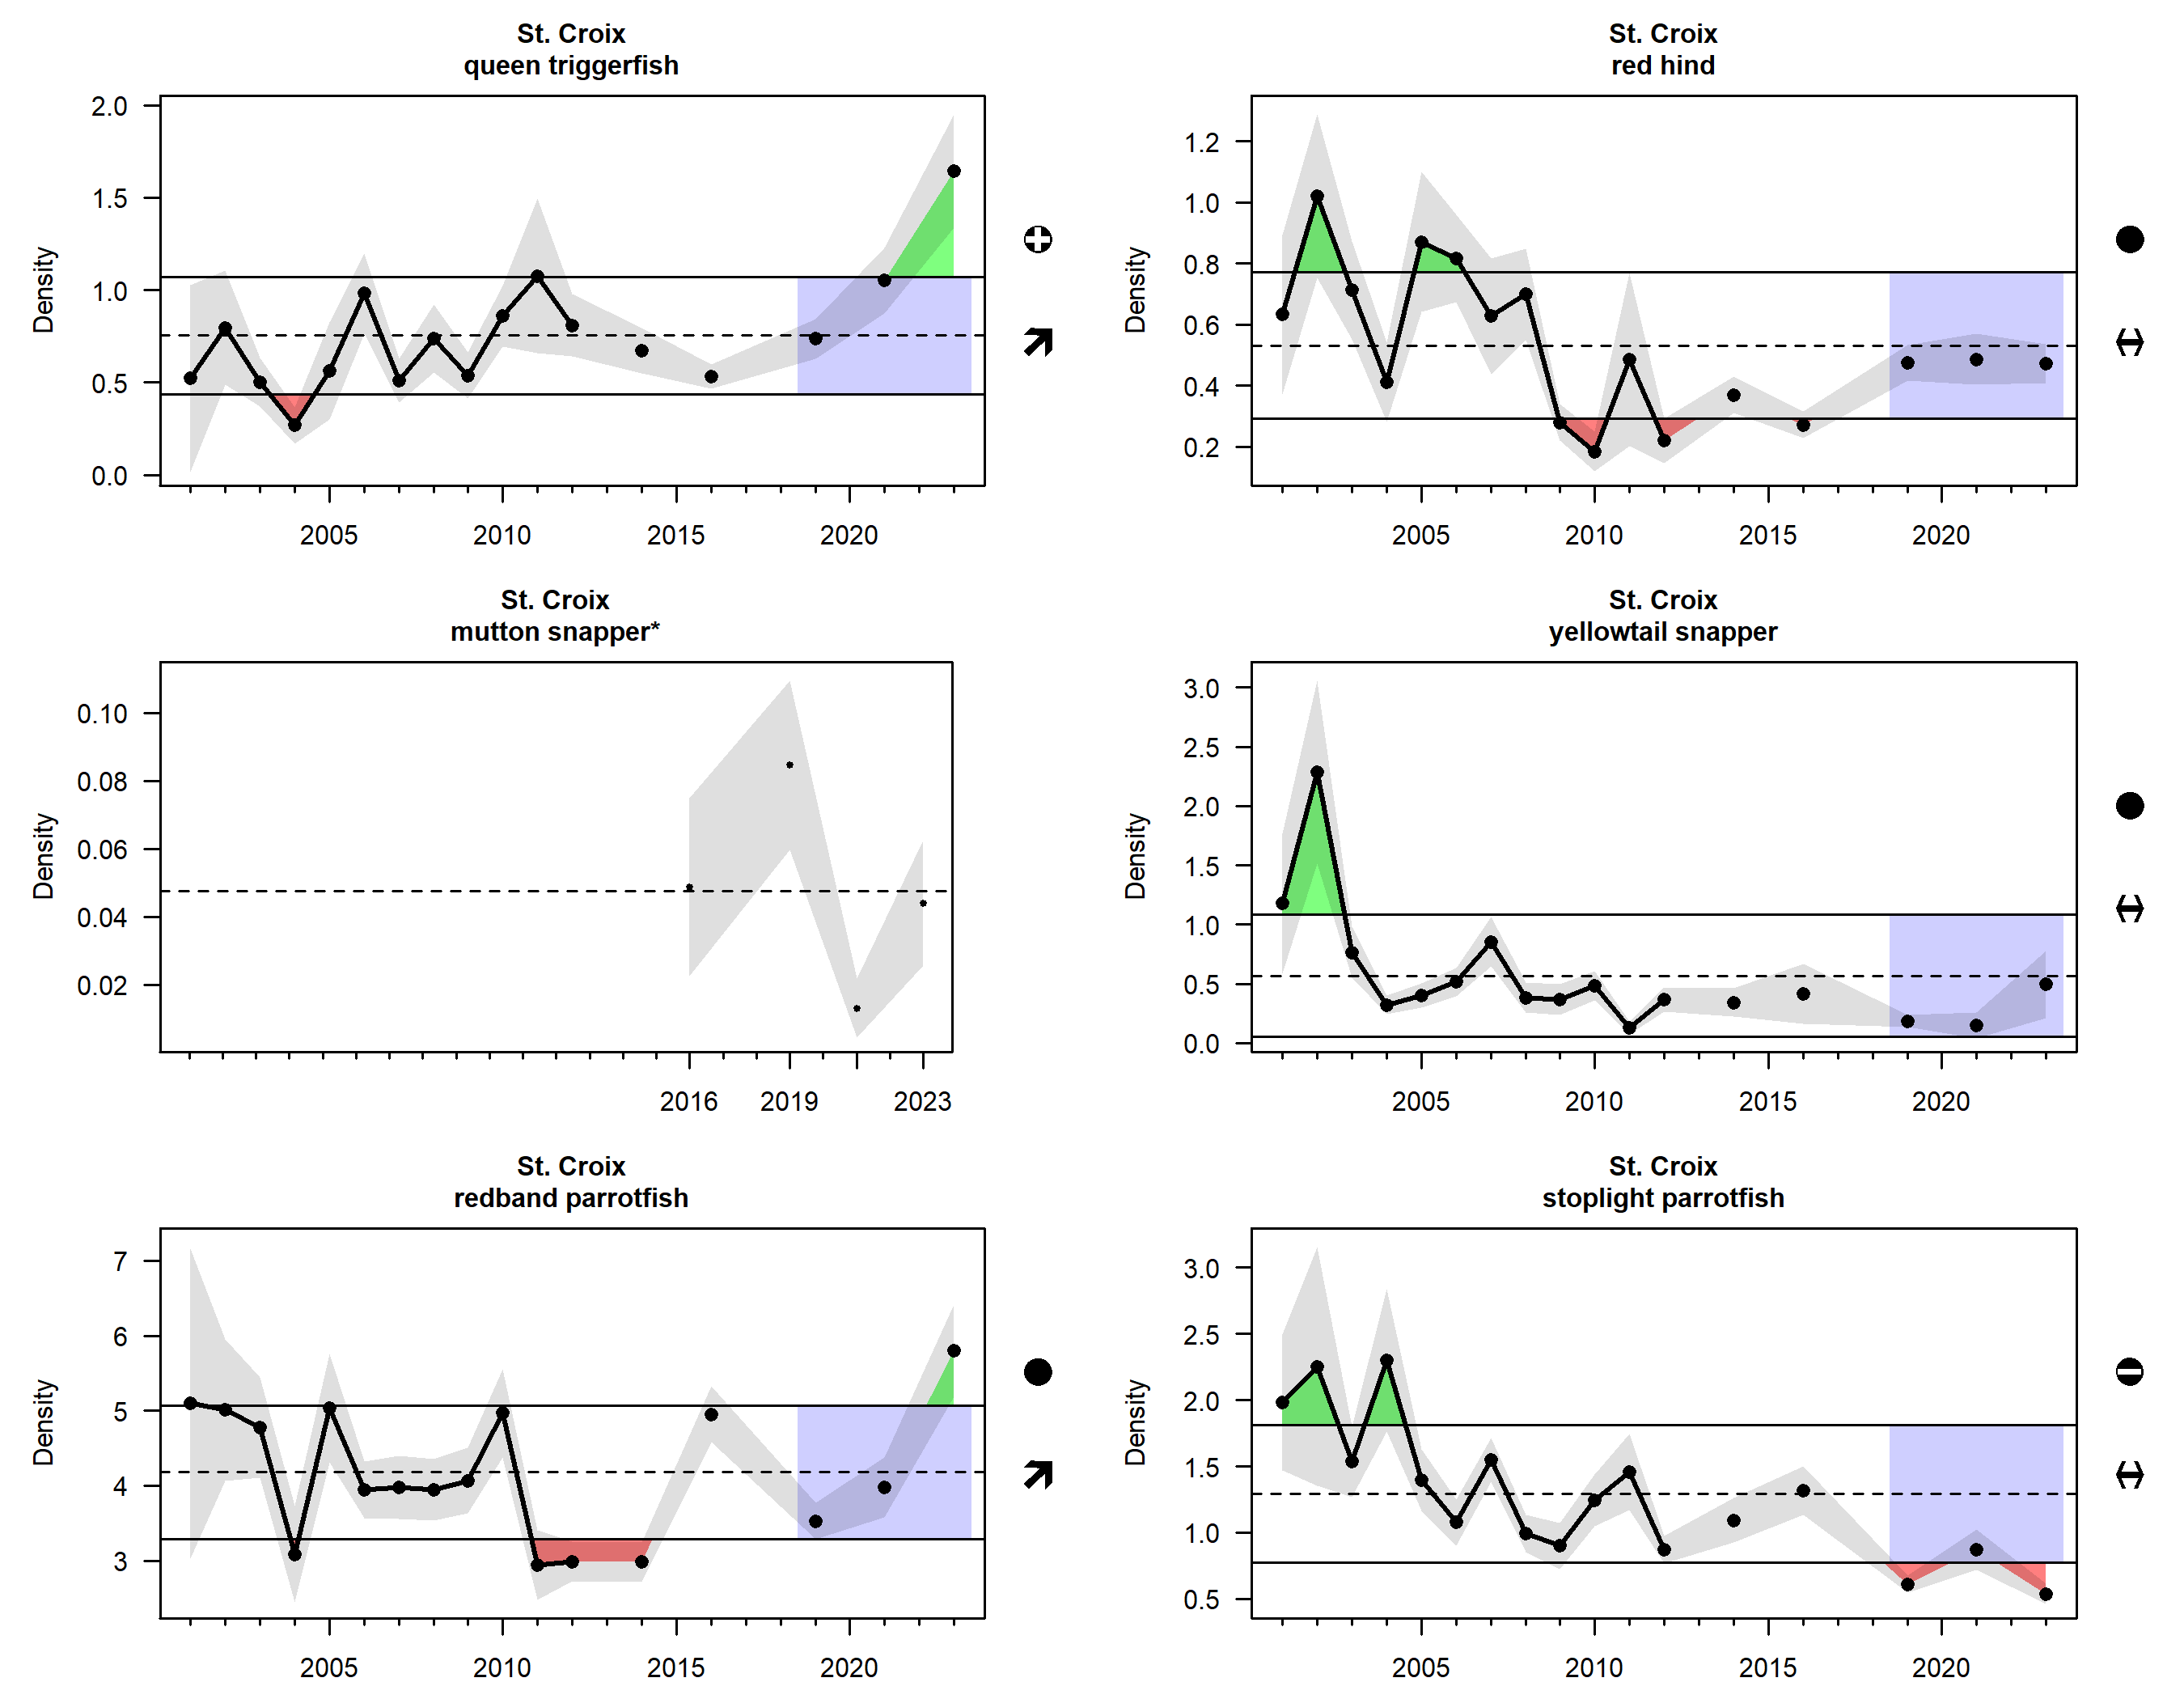 St. Croix
queen triggerfish
Density
2.0
1.5
1.0
0.5
0.0
2005 2010 2015 2020
St. Croix
red hind
Density
1.2
1.0
0.8
0.6
0.4
0.2
2005 2010 2015 2020
St. Croix
mutton snapper*
Density
0.10
0.08
0.06
0.04
0.02
2016 2019 2023
St. Croix
yellowtail snapper
Density
3.0
2.5
2.0
1.5
1.0
0.5
0.0
2005 2010 2015 2020
St. Croix
redband parrotfish
Density
7
6
5
4
3
2005 2010 2015 2020
St. Croix
stoplight parrotfish
Density
3.0
2.5
2.0
1.5
1.0
0.5
2005 2010 2015 2020